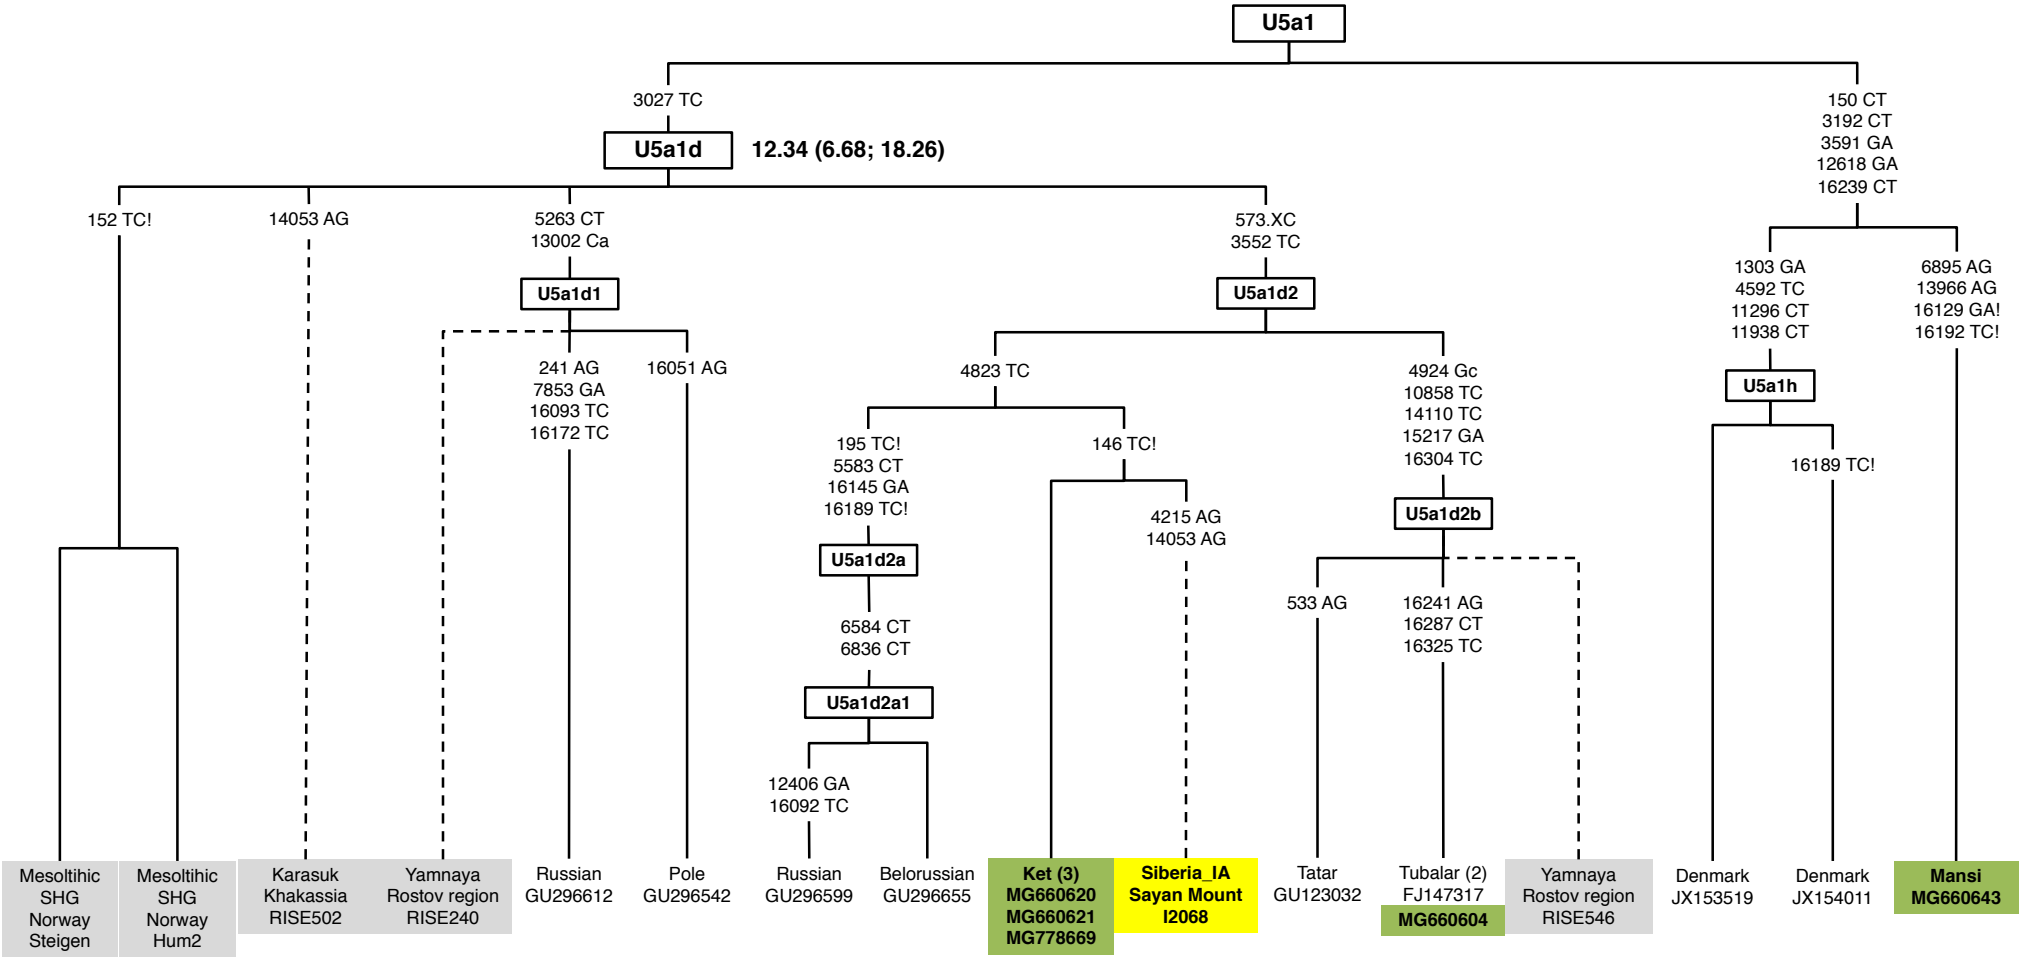 U5a1
3027 TC
U5a1d
12.34 (6.68; 18.26)
150 CT
3192 CT
3591 GA
12618 GA
16239 CT
152 TC!
14053 AG
5263 CT
13002 Ca
573.XC
3552 TC
U5a1d1
U5a1d2
1303 GA
4592 TC
11296 CT
11938 CT
6895 AG
13966 AG
16129 GA!
16192 TC!
241 AG
7853 GA
16093 TC
16172 TC
16051 AG
4823 TC
4924 Gc
10858 TC
14110 TC
15217 GA
16304 TC
U5a1h
195 TC!
5583 CT
16145 GA
16189 TC!
146 TC!
16189 TC!
4215 AG
14053 AG
U5a1d2b
U5a1d2a
533 AG
16241 AG
16287 CT
16325 TC
6584 CT
6836 CT
U5a1d2a1
12406 GA
16092 TC
Mesoltihic
SHG
Norway
Steigen
Mesoltihic
SHG
Norway
Hum2
Karasuk
Khakassia
RISE502
Yamnaya
Rostov region
RISE240
Russian
GU296612
Pole
GU296542
Russian
GU296599
Belorussian
GU296655
Ket (3)
MG660620
MG660621
MG778669
Siberia_IA
Sayan Mount
I2068
Tatar
GU123032
Tubalar (2)
FJ147317
MG660604
Yamnaya
Rostov region
RISE546
Denmark
JX153519
Denmark
JX154011
Mansi
MG660643